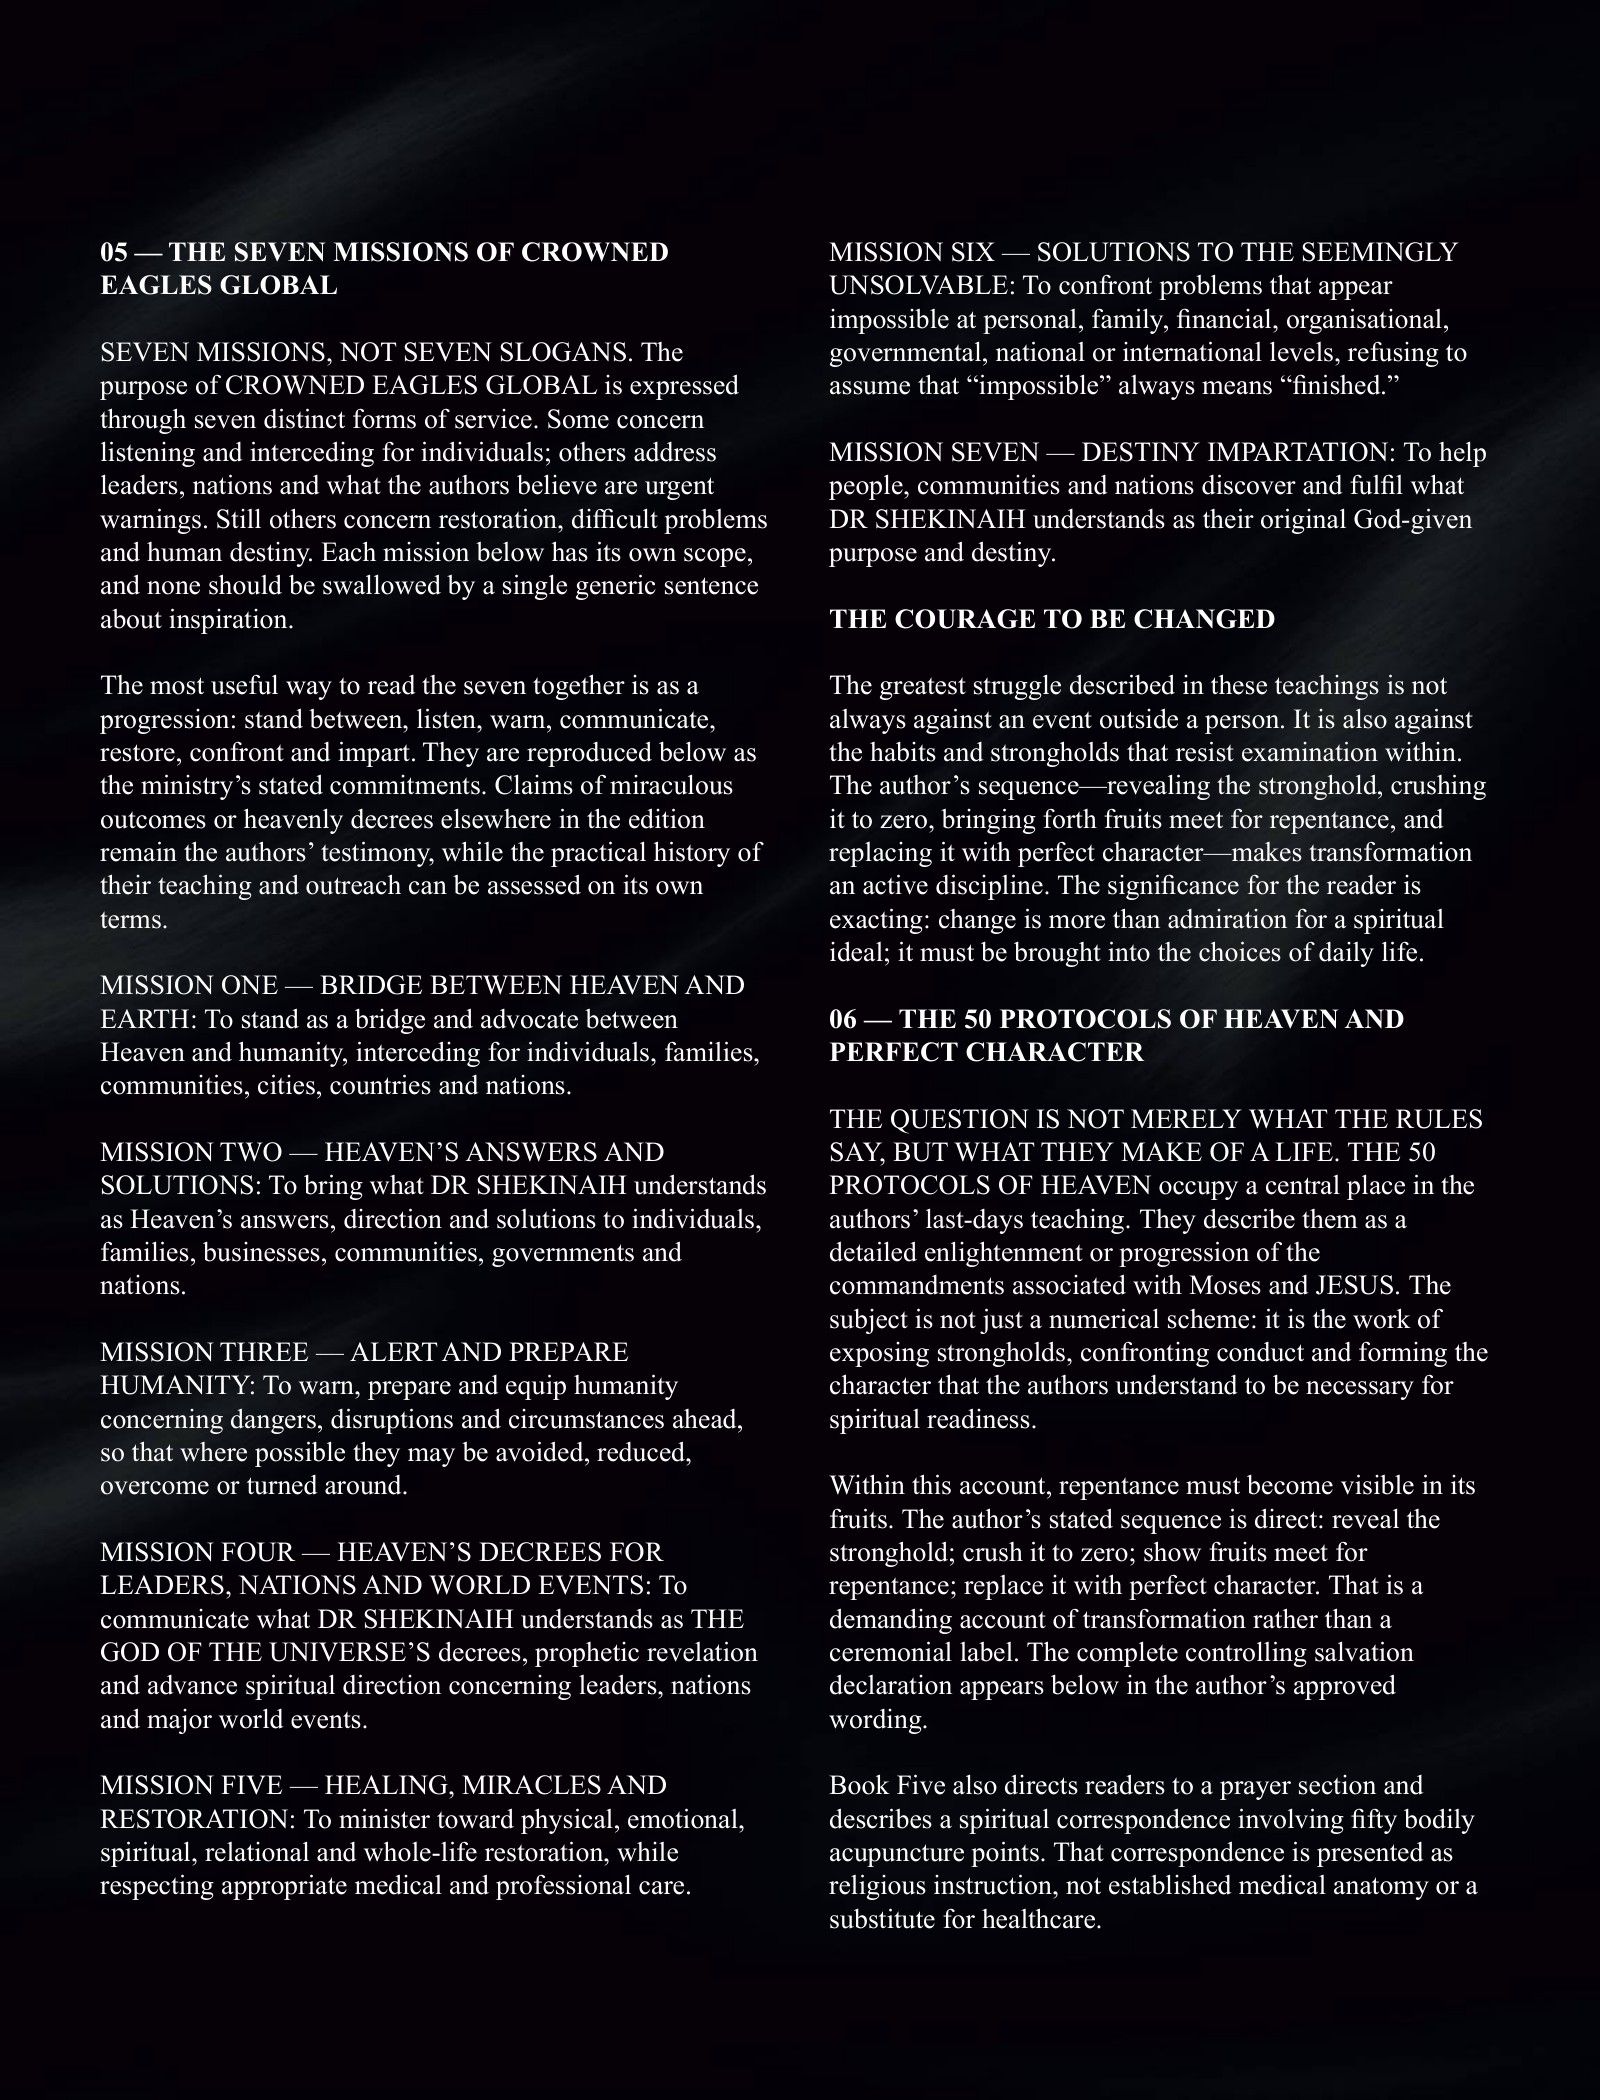 05 — THE SEVEN MISSIONS OF CROWNED
EAGLES GLOBAL
SEVEN MISSIONS, NOT SEVEN SLOGANS. The
purpose of CROWNED EAGLES GLOBAL is expressed
through seven distinct forms of service. Some concern
listening and interceding for individuals; others address
leaders, nations and what the authors believe are urgent
warnings. Still others concern restoration, difficult problems
and human destiny. Each mission below has its own scope,
and none should be swallowed by a single generic sentence
about inspiration.
The most useful way to read the seven together is as a
progression: stand between, listen, warn, communicate,
restore, confront and impart. They are reproduced below as
the ministry’s stated commitments. Claims of miraculous
outcomes or heavenly decrees elsewhere in the edition
remain the authors’ testimony, while the practical history of
their teaching and outreach can be assessed on its own
terms.
MISSION ONE — BRIDGE BETWEEN HEAVEN AND
EARTH: To stand as a bridge and advocate between
Heaven and humanity, interceding for individuals, families,
communities, cities, countries and nations.
MISSION TWO — HEAVEN’S ANSWERS AND
SOLUTIONS: To bring what DR SHEKINAIH understands
as Heaven’s answers, direction and solutions to individuals,
families, businesses, communities, governments and
nations.
MISSION THREE — ALERT AND PREPARE
HUMANITY: To warn, prepare and equip humanity
concerning dangers, disruptions and circumstances ahead,
so that where possible they may be avoided, reduced,
overcome or turned around.
MISSION FOUR — HEAVEN’S DECREES FOR
LEADERS, NATIONS AND WORLD EVENTS: To
communicate what DR SHEKINAIH understands as THE
GOD OF THE UNIVERSE’S decrees, prophetic revelation
and advance spiritual direction concerning leaders, nations
and major world events.
MISSION FIVE — HEALING, MIRACLES AND
RESTORATION: To minister toward physical, emotional,
spiritual, relational and whole-life restoration, while
respecting appropriate medical and professional care.
MISSION SIX — SOLUTIONS TO THE SEEMINGLY
UNSOLVABLE: To confront problems that appear
impossible at personal, family, financial, organisational,
governmental, national or international levels, refusing to
assume that “impossible” always means “finished.”
MISSION SEVEN — DESTINY IMPARTATION: To help
people, communities and nations discover and fulfil what
DR SHEKINAIH understands as their original God-given
purpose and destiny.
THE COURAGE TO BE CHANGED
The greatest struggle described in these teachings is not
always against an event outside a person. It is also against
the habits and strongholds that resist examination within.
The author’s sequence—revealing the stronghold, crushing
it to zero, bringing forth fruits meet for repentance, and
replacing it with perfect character—makes transformation
an active discipline. The significance for the reader is
exacting: change is more than admiration for a spiritual
ideal; it must be brought into the choices of daily life.
06 — THE 50 PROTOCOLS OF HEAVEN AND
PERFECT CHARACTER
THE QUESTION IS NOT MERELY WHAT THE RULES
SAY, BUT WHAT THEY MAKE OF A LIFE. THE 50
PROTOCOLS OF HEAVEN occupy a central place in the
authors’ last-days teaching. They describe them as a
detailed enlightenment or progression of the
commandments associated with Moses and JESUS. The
subject is not just a numerical scheme: it is the work of
exposing strongholds, confronting conduct and forming the
character that the authors understand to be necessary for
spiritual readiness.
Within this account, repentance must become visible in its
fruits. The author’s stated sequence is direct: reveal the
stronghold; crush it to zero; show fruits meet for
repentance; replace it with perfect character. That is a
demanding account of transformation rather than a
ceremonial label. The complete controlling salvation
declaration appears below in the author’s approved
wording.
Book Five also directs readers to a prayer section and
describes a spiritual correspondence involving fifty bodily
acupuncture points. That correspondence is presented as
religious instruction, not established medical anatomy or a
substitute for healthcare.